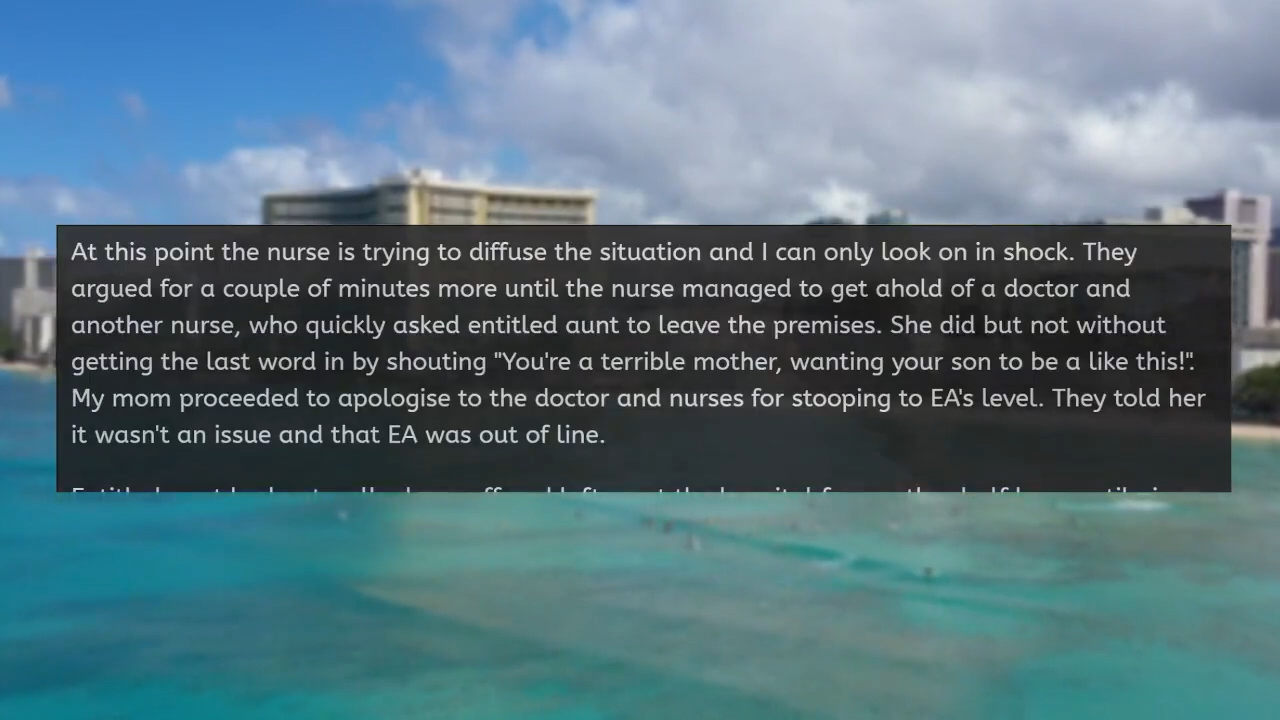 At this point the nurse is trying to diffuse the situation and I can only look on in shock. They
argued for a couple of minutes more until the nurse managed to get ahold of a doctor and
another nurse, who quickly asked entitled aunt to leave the premises. She did but not without
getting the last word in by shouting "You're a terrible mother, wanting your son to be a like this!".
My mom proceeded to apologise to the doctor and nurses for stooping to EA's level. They told her
it wasn't an issue and that EA was out of line.